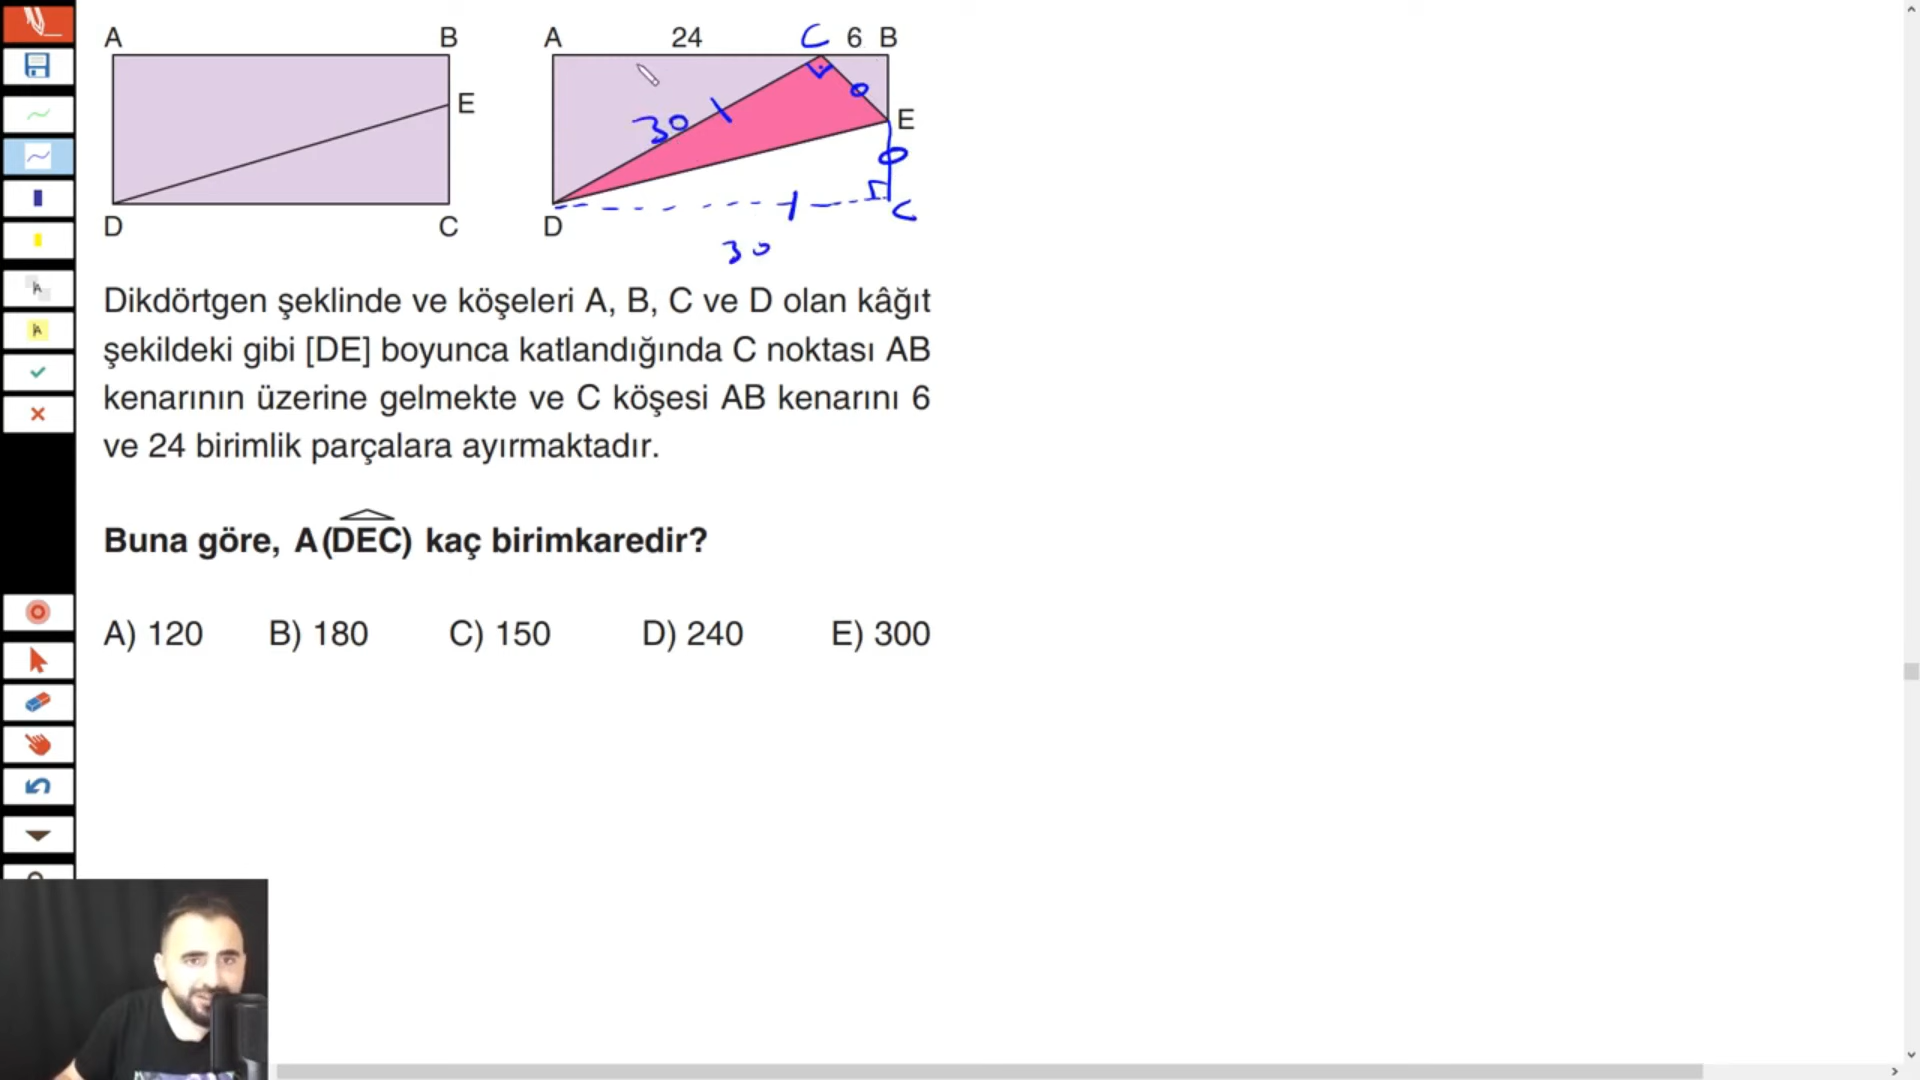 A B A 24 C 6 B
E E
30
D C D C
30
Dikdörtgen şeklinde ve köşeleri A, B, C ve D olan kâğıt
şekildeki gibi [DE] boyunca katlandığında C noktası AB
kenarının üzerine gelmekte ve C köşesi AB kenarını 6
ve 24 birimlik parçalara ayırmaktadır.
Buna göre, A(DEC) kaç birimkaredir?
A) 120 B) 180 C) 150 D) 240 E) 300